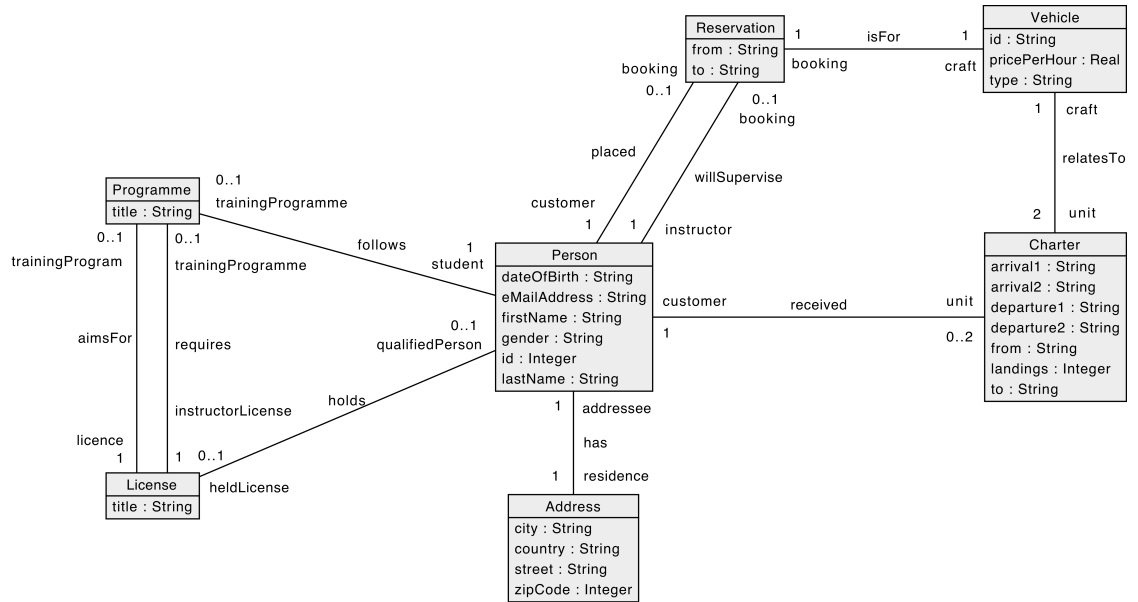 Reservation
from : String
to : String
1
isFor
1
booking
craft
Vehicle
id : String
pricePerHour : Real
type : String
booking
0..1
0..1
booking
1
craft
placed
willSupervise
relatesTo
customer
1
1
instructor
2
unit
Programme
title : String
0..1
trainingProgramme
follows
1
student
0..1
trainingProgram
0..1
trainingProgramme
aimsFor
requires
instructorLicense
licence
1
1
0..1
heldLicense
holds
0..1
qualifiedPerson
License
title : String
Person
dateOfBirth : String
eMailAddress : String
firstName : String
gender : String
id : Integer
lastName : String
customer
1
received
unit
0..2
Charter
arrival1 : String
arrival2 : String
departure1 : String
departure2 : String
from : String
landings : Integer
to : String
1
addressee
has
1
residence
Address
city : String
country : String
street : String
zipCode : Integer